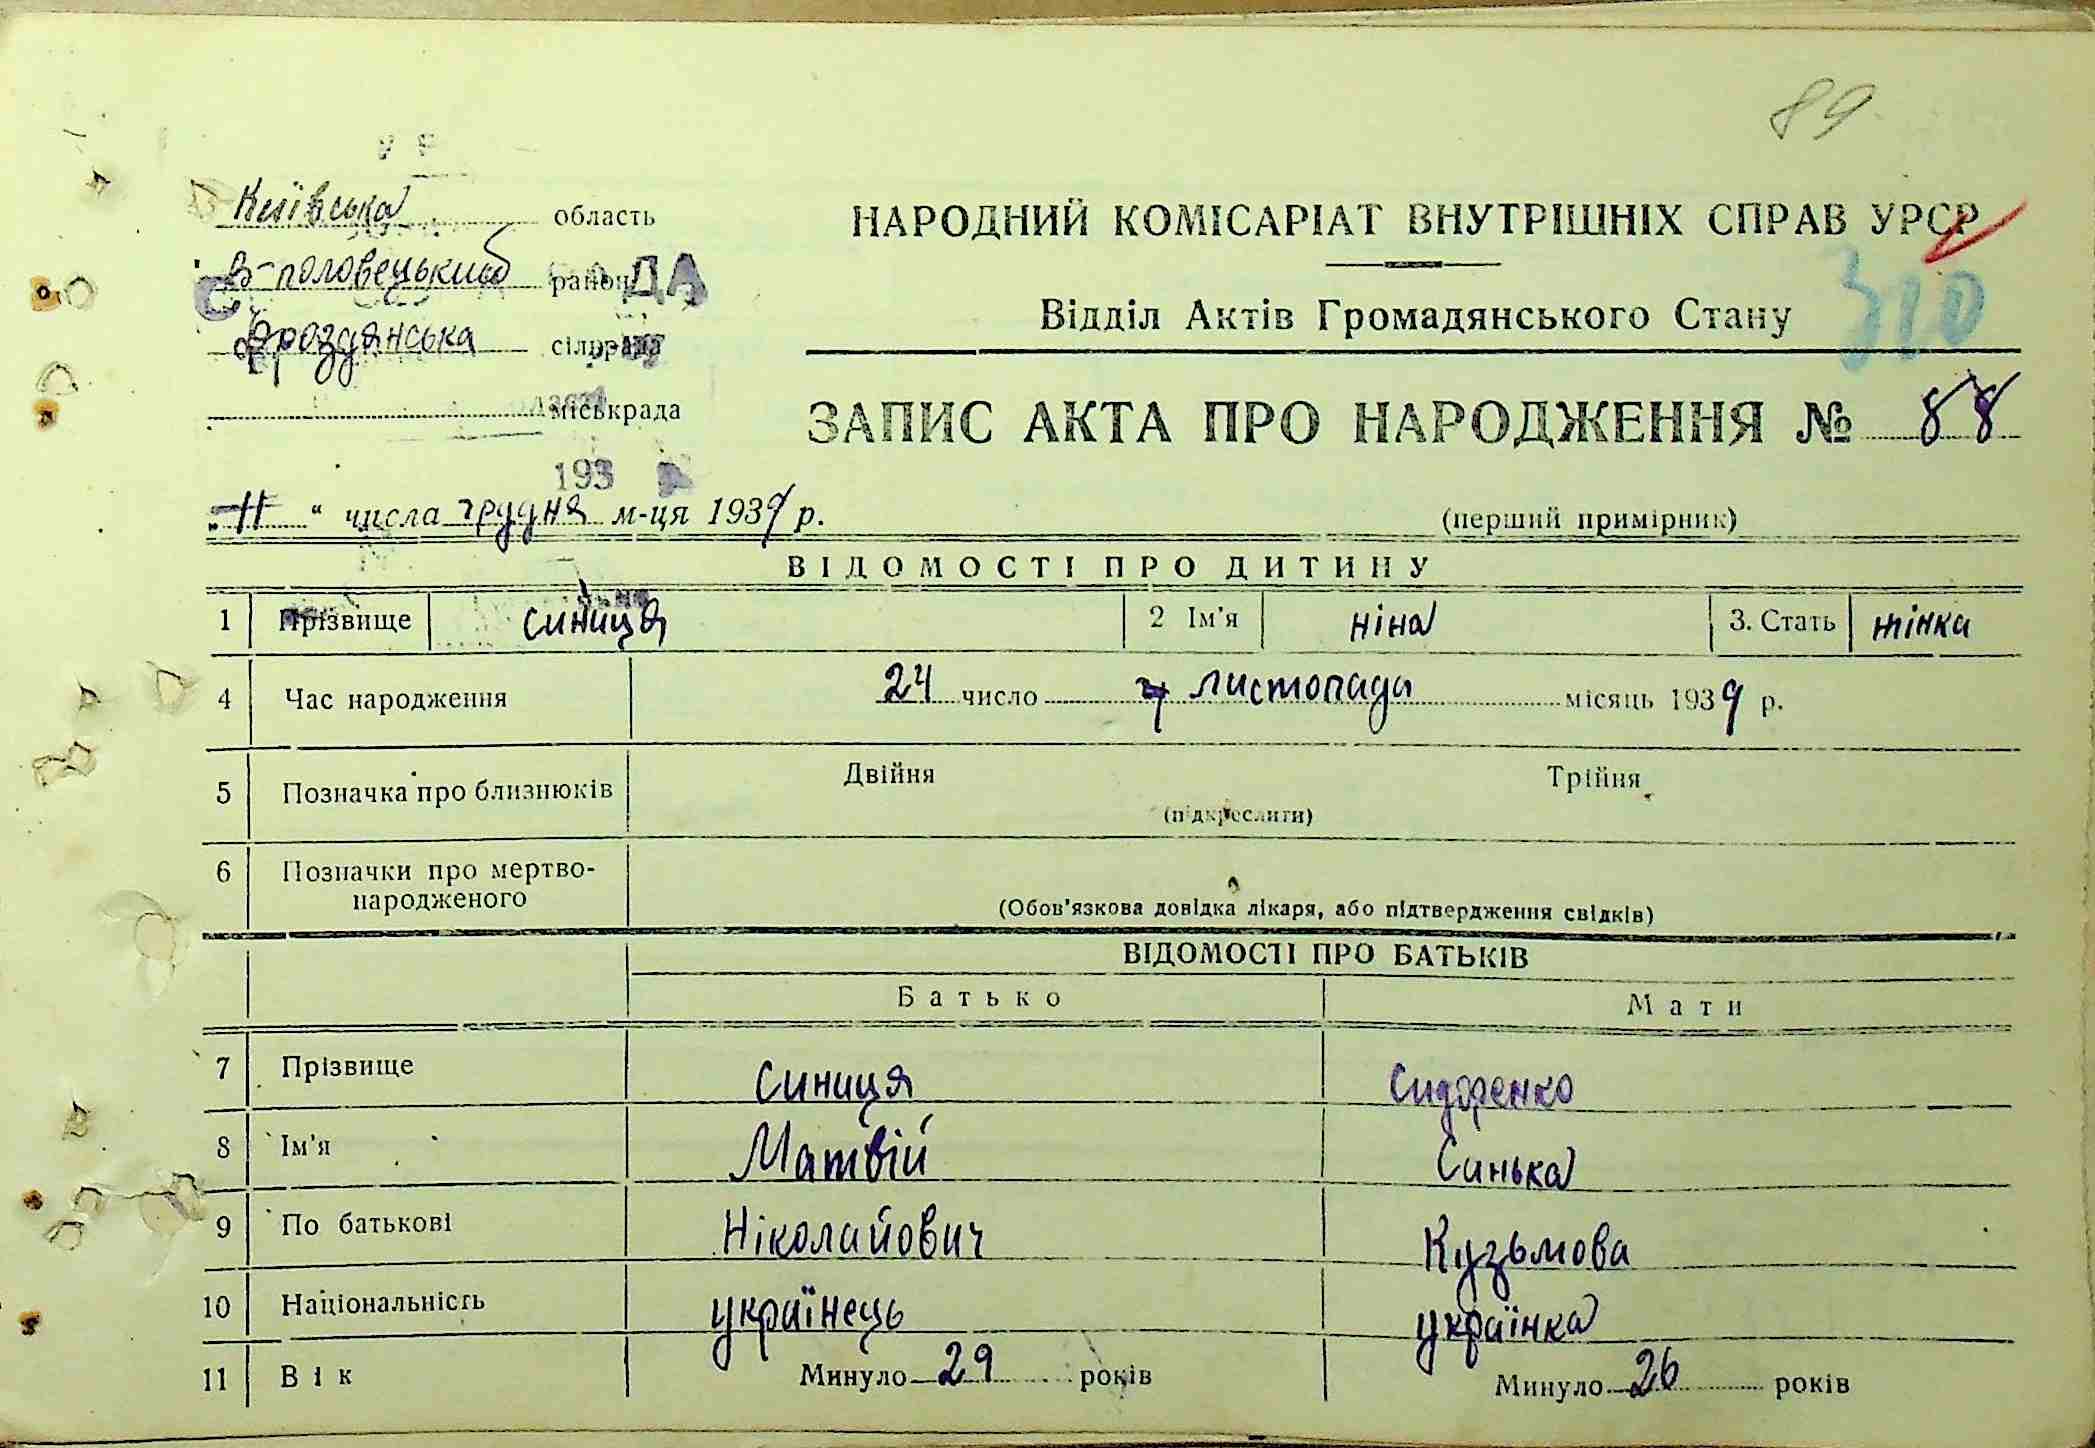 89
Київська область
В-половецький район
Дроздянська сільрада
міськрада
НАРОДНИЙ КОМІСАРІАТ ВНУТРІШНІХ СПРАВ УРСР
310
Відділ Актів Громадянського Стану
ЗАПИС АКТА ПРО НАРОДЖЕННЯ № 88
193
„11“ числа грудня м-ця 1939 р.
(перший примірник)
ВІДОМОСТІ ПРО ДИТИНУ
1 Прізвище синиця 2 Ім'я ніна 3. Стать жінка
4 Час народження 24 число листопада місяць 1939 р.
5 Позначка про близнюків Двійня Трійня
(підкреслити)
6 Позначки про мертво-
народженого
(Обов'язкова довідка лікаря, або підтвердження свідків)
ВІДОМОСТІ ПРО БАТЬКІВ
Батько Мати
7 Прізвище Синиця Сидоренко
8 Ім'я Матвій Синька
9 По батькові Ніколайович Кузьмова
10 Національність українець українка
11 Вік Минуло 29 років Минуло 26 років